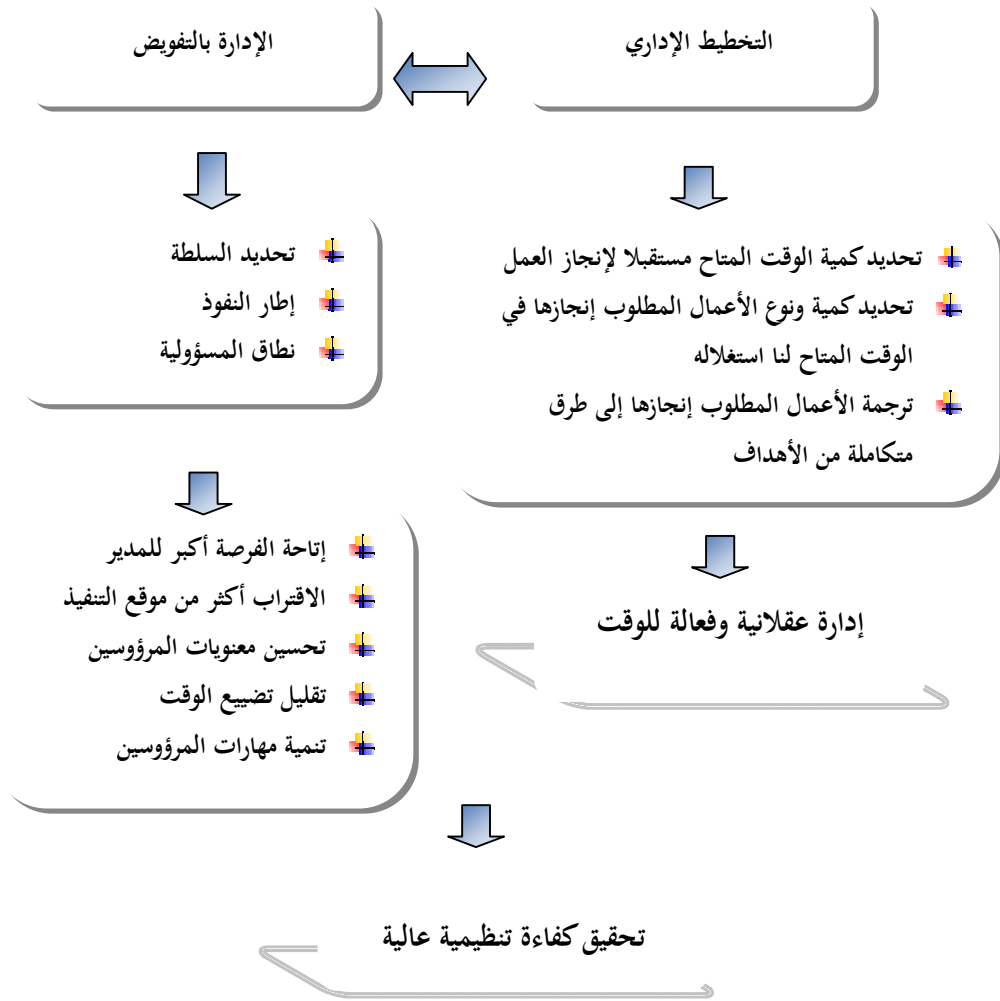 التخطيط الإداري
الإدارة بالتفويض
تحديد كمية الوقت المتاح مستقبلا لإنجاز العمل
تحديد كمية ونوع الأعمال المطلوب إنجازها في
الوقت المتاح لنا استغلاله
ترجمة الأعمال المطلوب إنجازها إلى طرق
متكاملة من الأهداف
تحديد السلطة
إطار النفوذ
نطاق المسؤولية
إدارة عقلانية وفعالة للوقت
إتاحة الفرصة أكبر للمدير
الاقتراب أكثر من موقع التنفيذ
تحسين معنويات المرؤوسين
تقليل تضييع الوقت
تنمية مهارات المرؤوسين
تحقيق كفاءة تنظيمية عالية